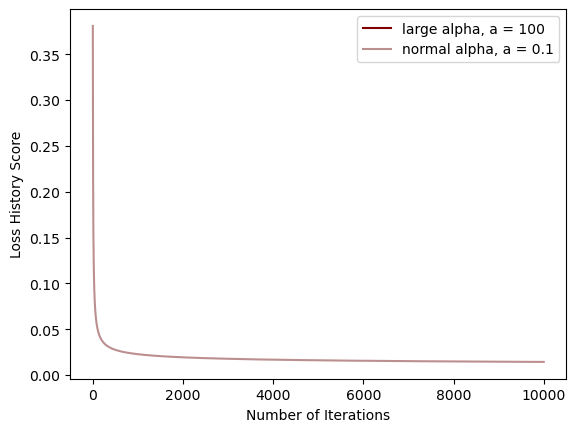 large alpha, a = 100
normal alpha, a = 0.1
0.35
0.30
0.25
0.20
0.15
0.10
0.05
0.00
Loss History Score
0 2000 4000 6000 8000 10000
Number of Iterations